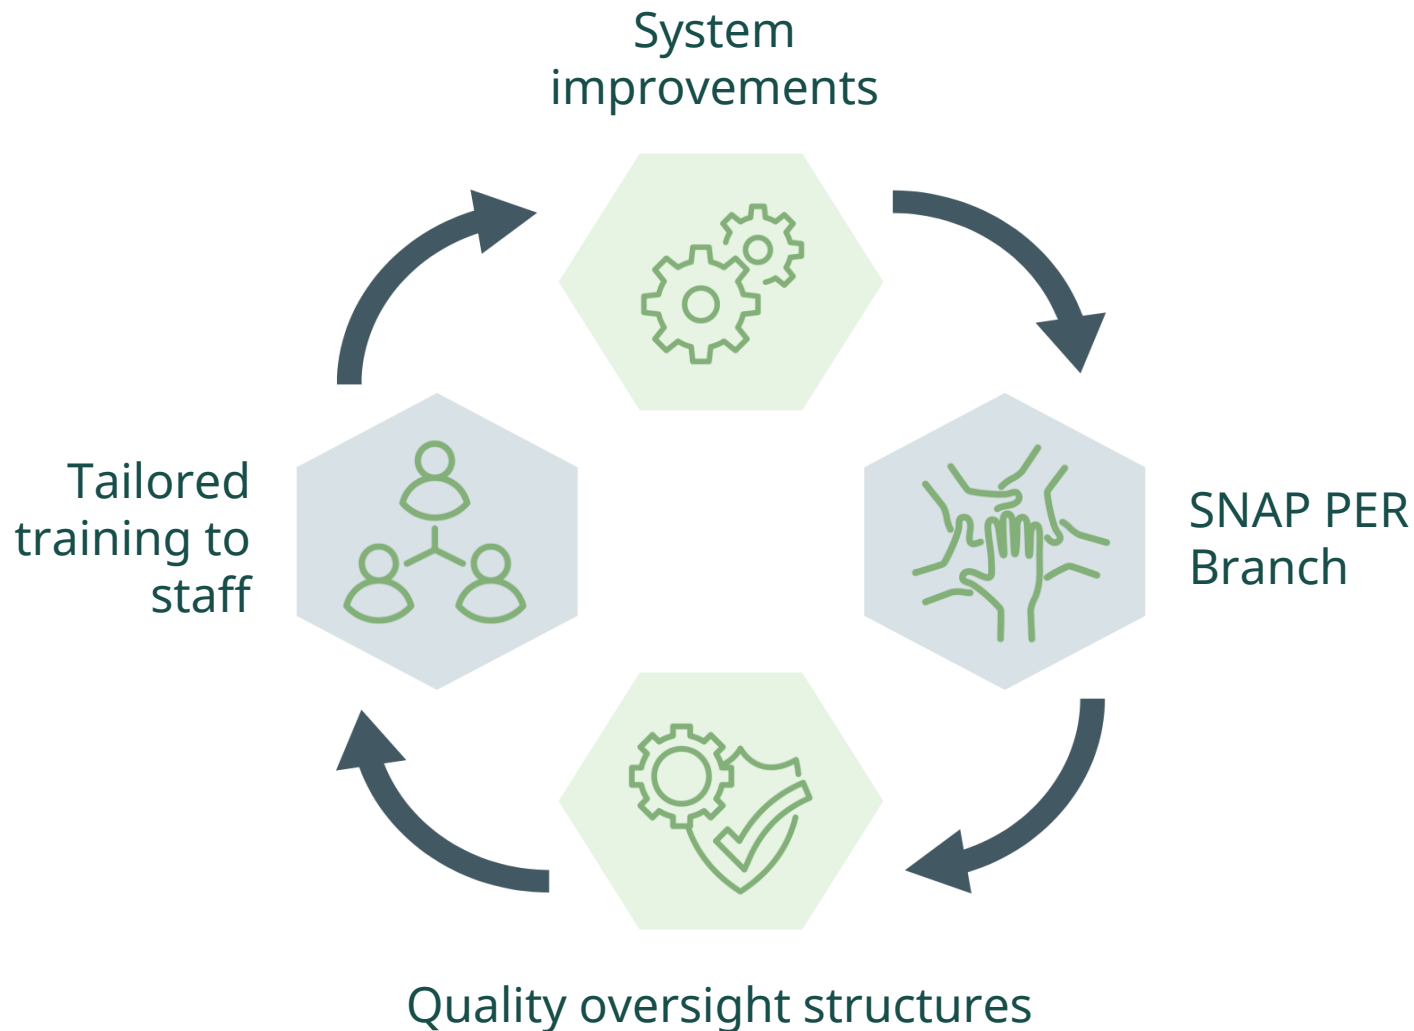 System
improvements
Tailored
training to
staff
SNAP PER
Branch
Quality oversight structures